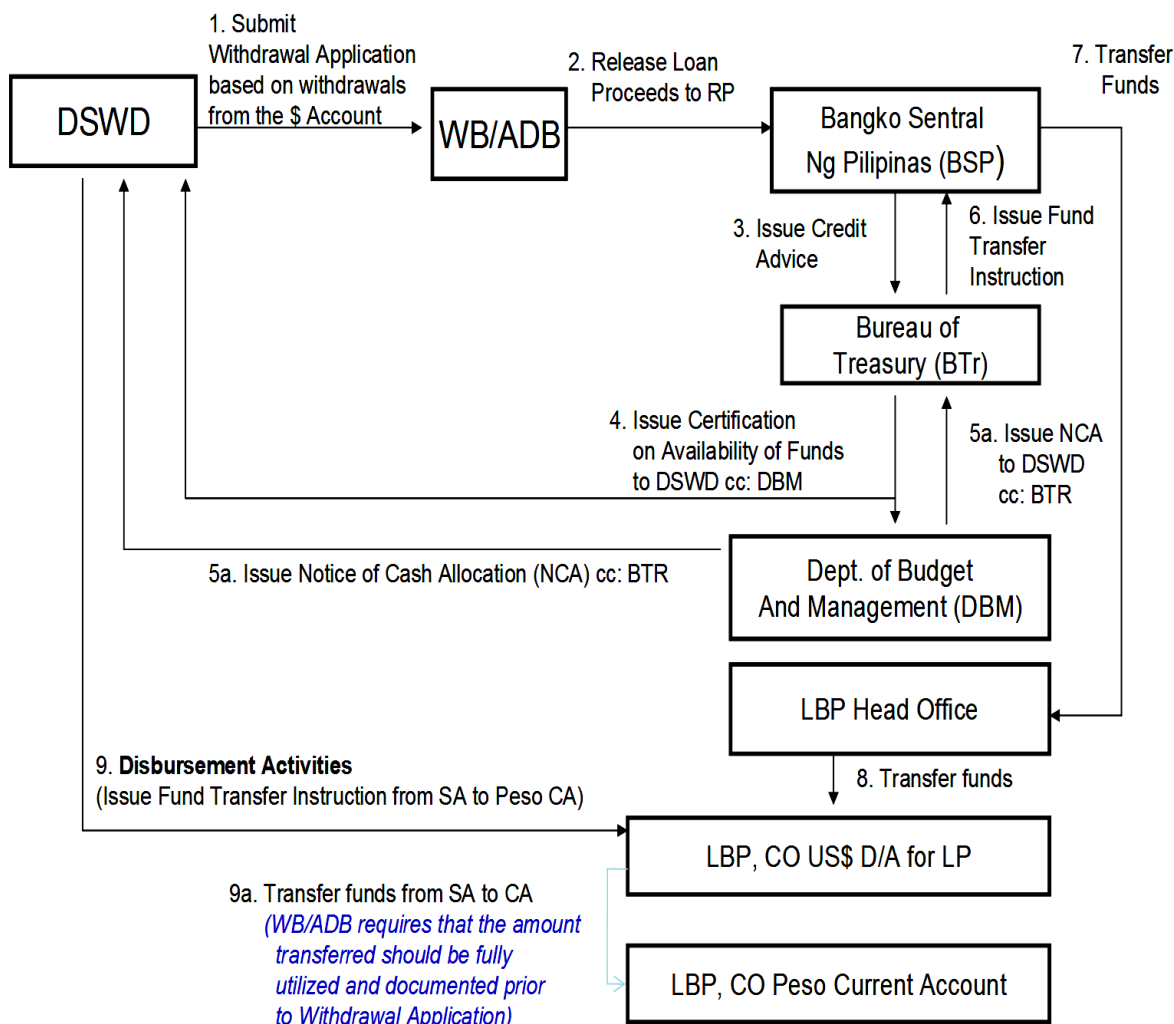 1. Submit
Withdrawal Application
based on withdrawals
from the $ Account
2. Release Loan
Proceeds to RP
7. Transfer
Funds
DSWD
WB/ADB
Bangko Sentral
Ng Pilipinas (BSP)
3. Issue Credit
Advice
6. Issue Fund
Transfer
Instruction
Bureau of
Treasury (BTr)
4. Issue Certification
on Availability of Funds
to DSWD cc: DBM
5a. Issue NCA
to DSWD
cc: BTR
5a. Issue Notice of Cash Allocation (NCA) cc: BTR
Dept. of Budget
And Management (DBM)
LBP Head Office
8. Transfer funds
9. Disbursement Activities
(Issue Fund Transfer Instruction from SA to Peso CA)
LBP, CO US$ D/A for LP
9a. Transfer funds from SA to CA
(WB/ADB requires that the amount
transferred should be fully
utilized and documented prior
to Withdrawal Application)
LBP, CO Peso Current Account